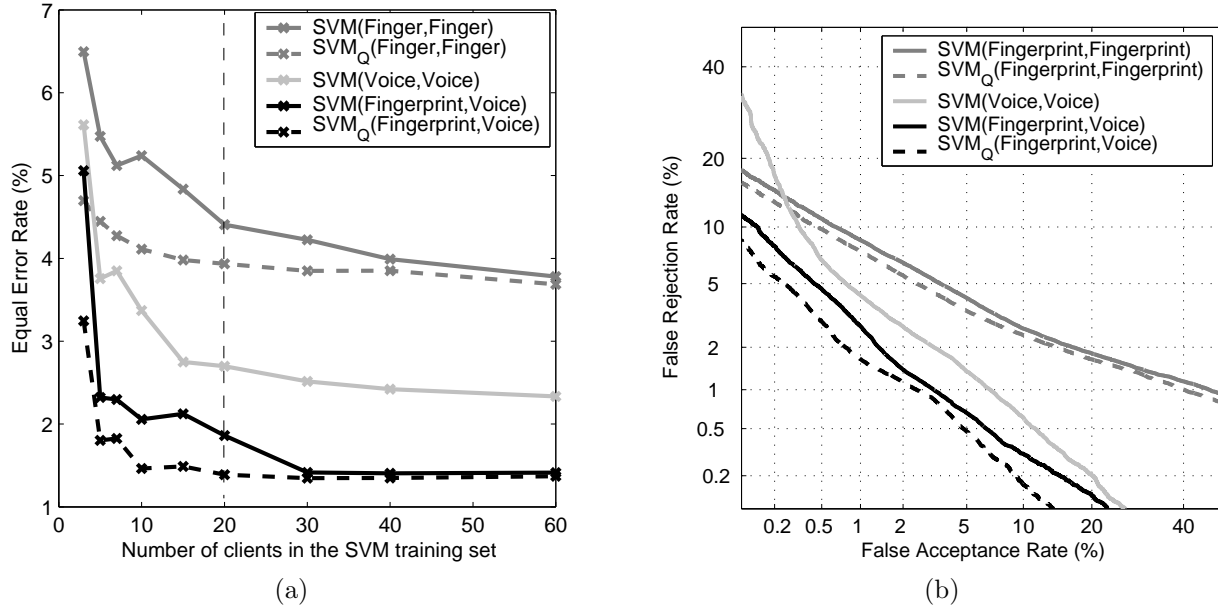 7
6
5
4
3
2
1
0
10
20
30
40
50
60
Equal Error Rate (%)
Number of clients in the SVM training set
SVM(Finger,Finger)
SVM_Q(Finger,Finger)
SVM(Voice,Voice)
SVM(Fingerprint,Voice)
SVM_Q(Fingerprint,Voice)
(a)
40
20
10
5
2
1
0.5
0.2
0.2
0.5
1
2
5
10
20
40
False Rejection Rate (%)
False Acceptance Rate (%)
SVM(Fingerprint,Fingerprint)
SVM_Q(Fingerprint,Fingerprint)
SVM(Voice,Voice)
SVM(Fingerprint,Voice)
SVM_Q(Fingerprint,Voice)
(b)